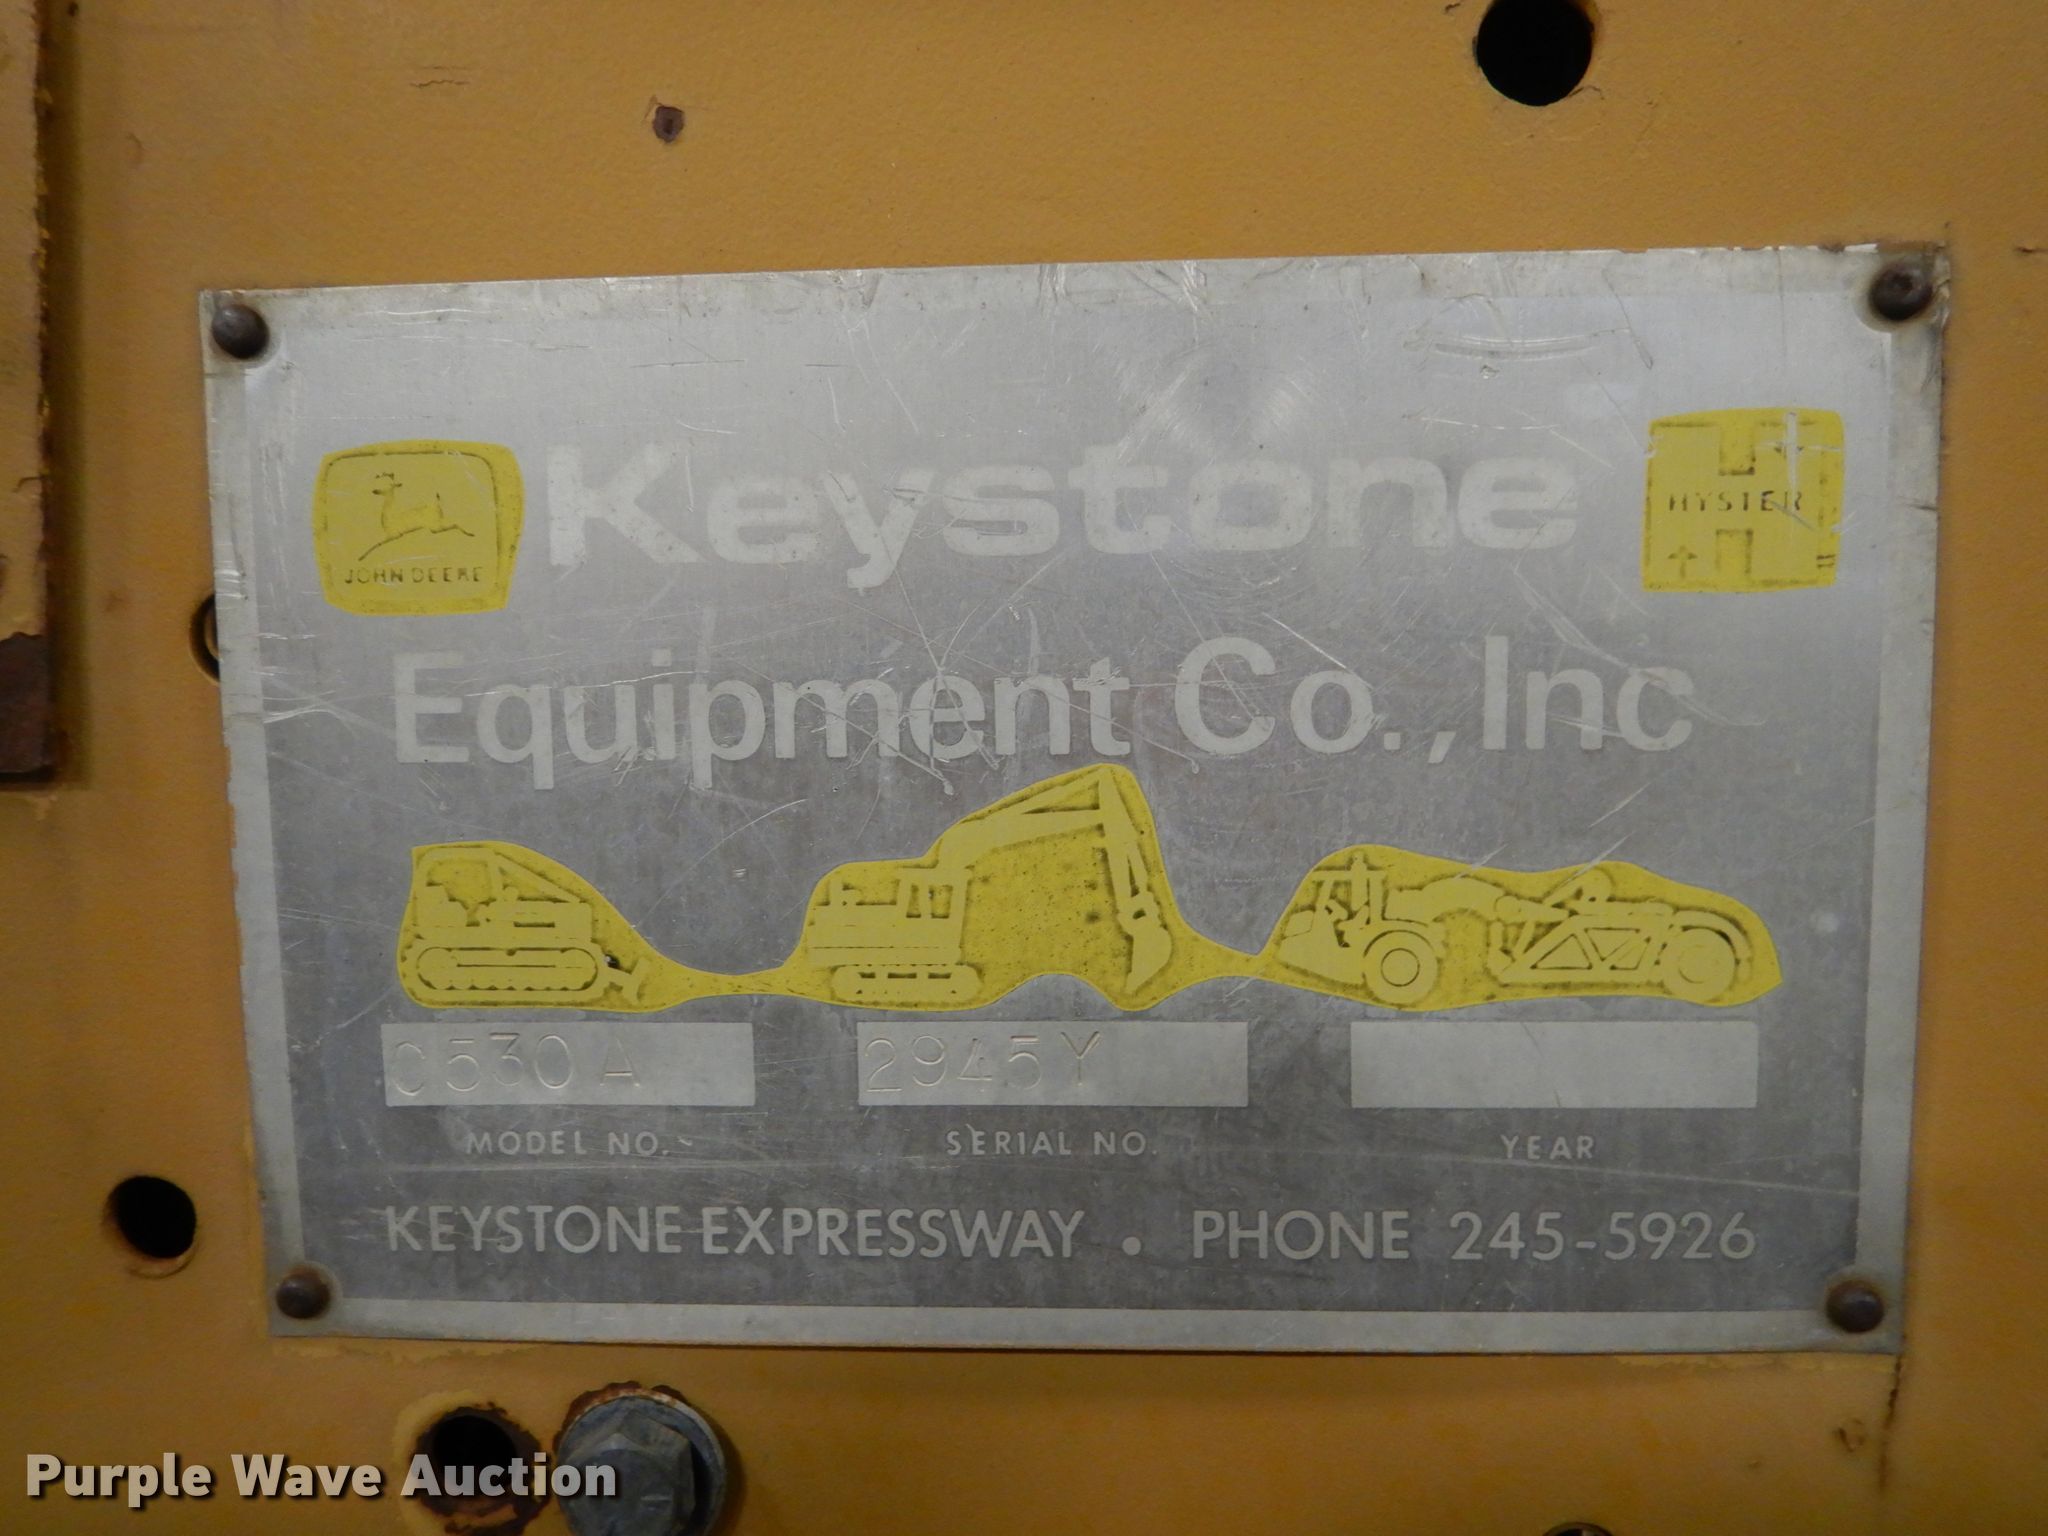 JOHN DEERE
Keystone
HYSTER
Equipment Co., Inc
C530A 2945Y
MODEL NO. SERIAL NO. YEAR
KEYSTONE EXPRESSWAY • PHONE 245-5926
Purple Wave Auction